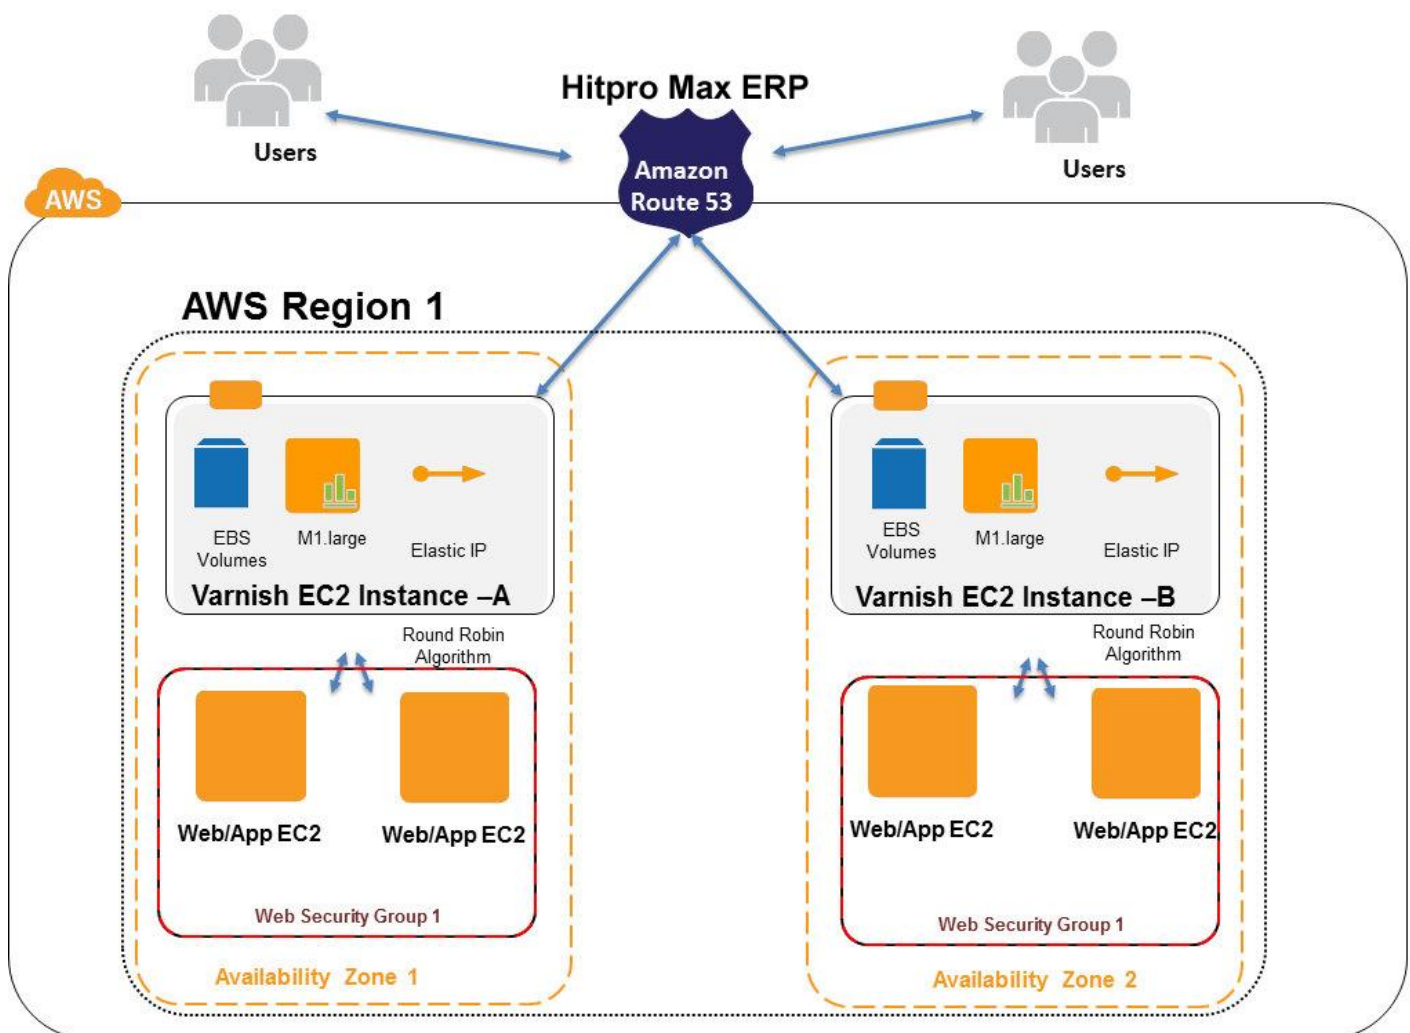 Hitpro Max ERP
Users
Users
Amazon
Route 53
AWS
AWS Region 1
EBS
Volumes
M1.large
Elastic IP
Varnish EC2 Instance –A
Round Robin
Algorithm
Web/App EC2
Web/App EC2
Web Security Group 1
Availability Zone 1
EBS
Volumes
M1.large
Elastic IP
Varnish EC2 Instance –B
Round Robin
Algorithm
Web/App EC2
Web/App EC2
Web Security Group 1
Availability Zone 2